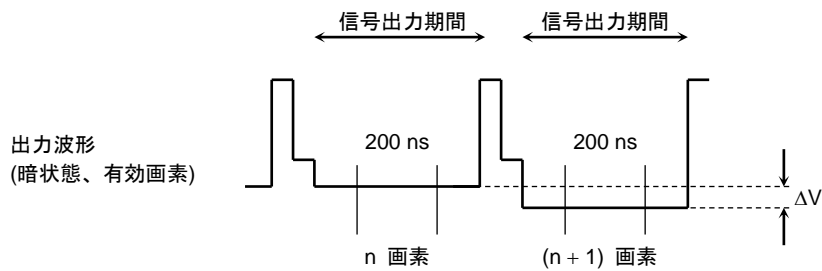 信号出力期間 信号出力期間
出力波形
(暗状態、有効画素)
200 ns 200 ns
ΔV
n 画素 (n + 1) 画素